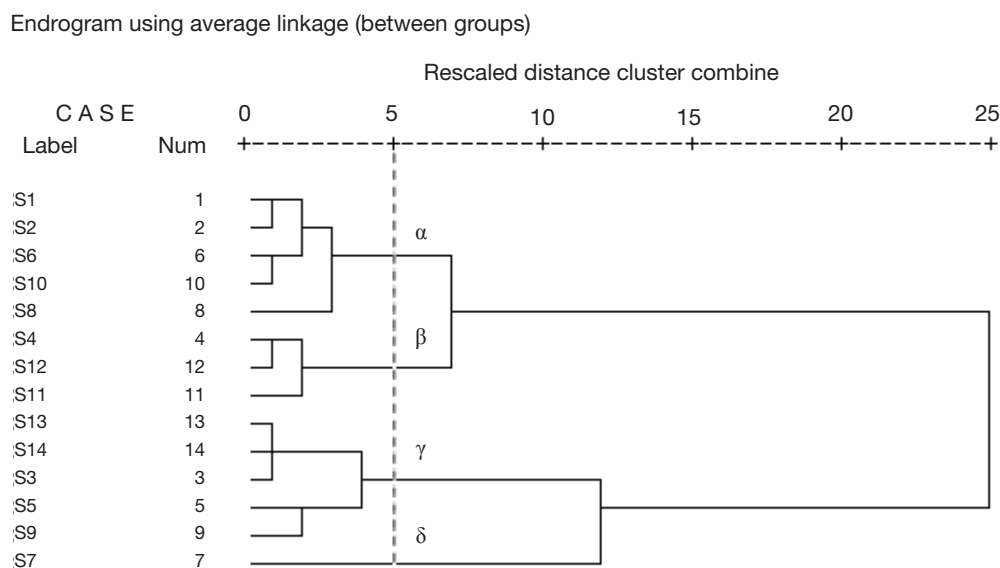 Endrogram using average linkage (between groups)
Rescaled distance cluster combine
C A S E 0 5 10 15 20 25
Label Num
S1 1
S2 2
α
S6 6
S10 10
S8 8
S4 4
β
S12 12
S11 11
S13 13
S14 14
γ
S3 3
S5 5
S9 9
δ
S7 7